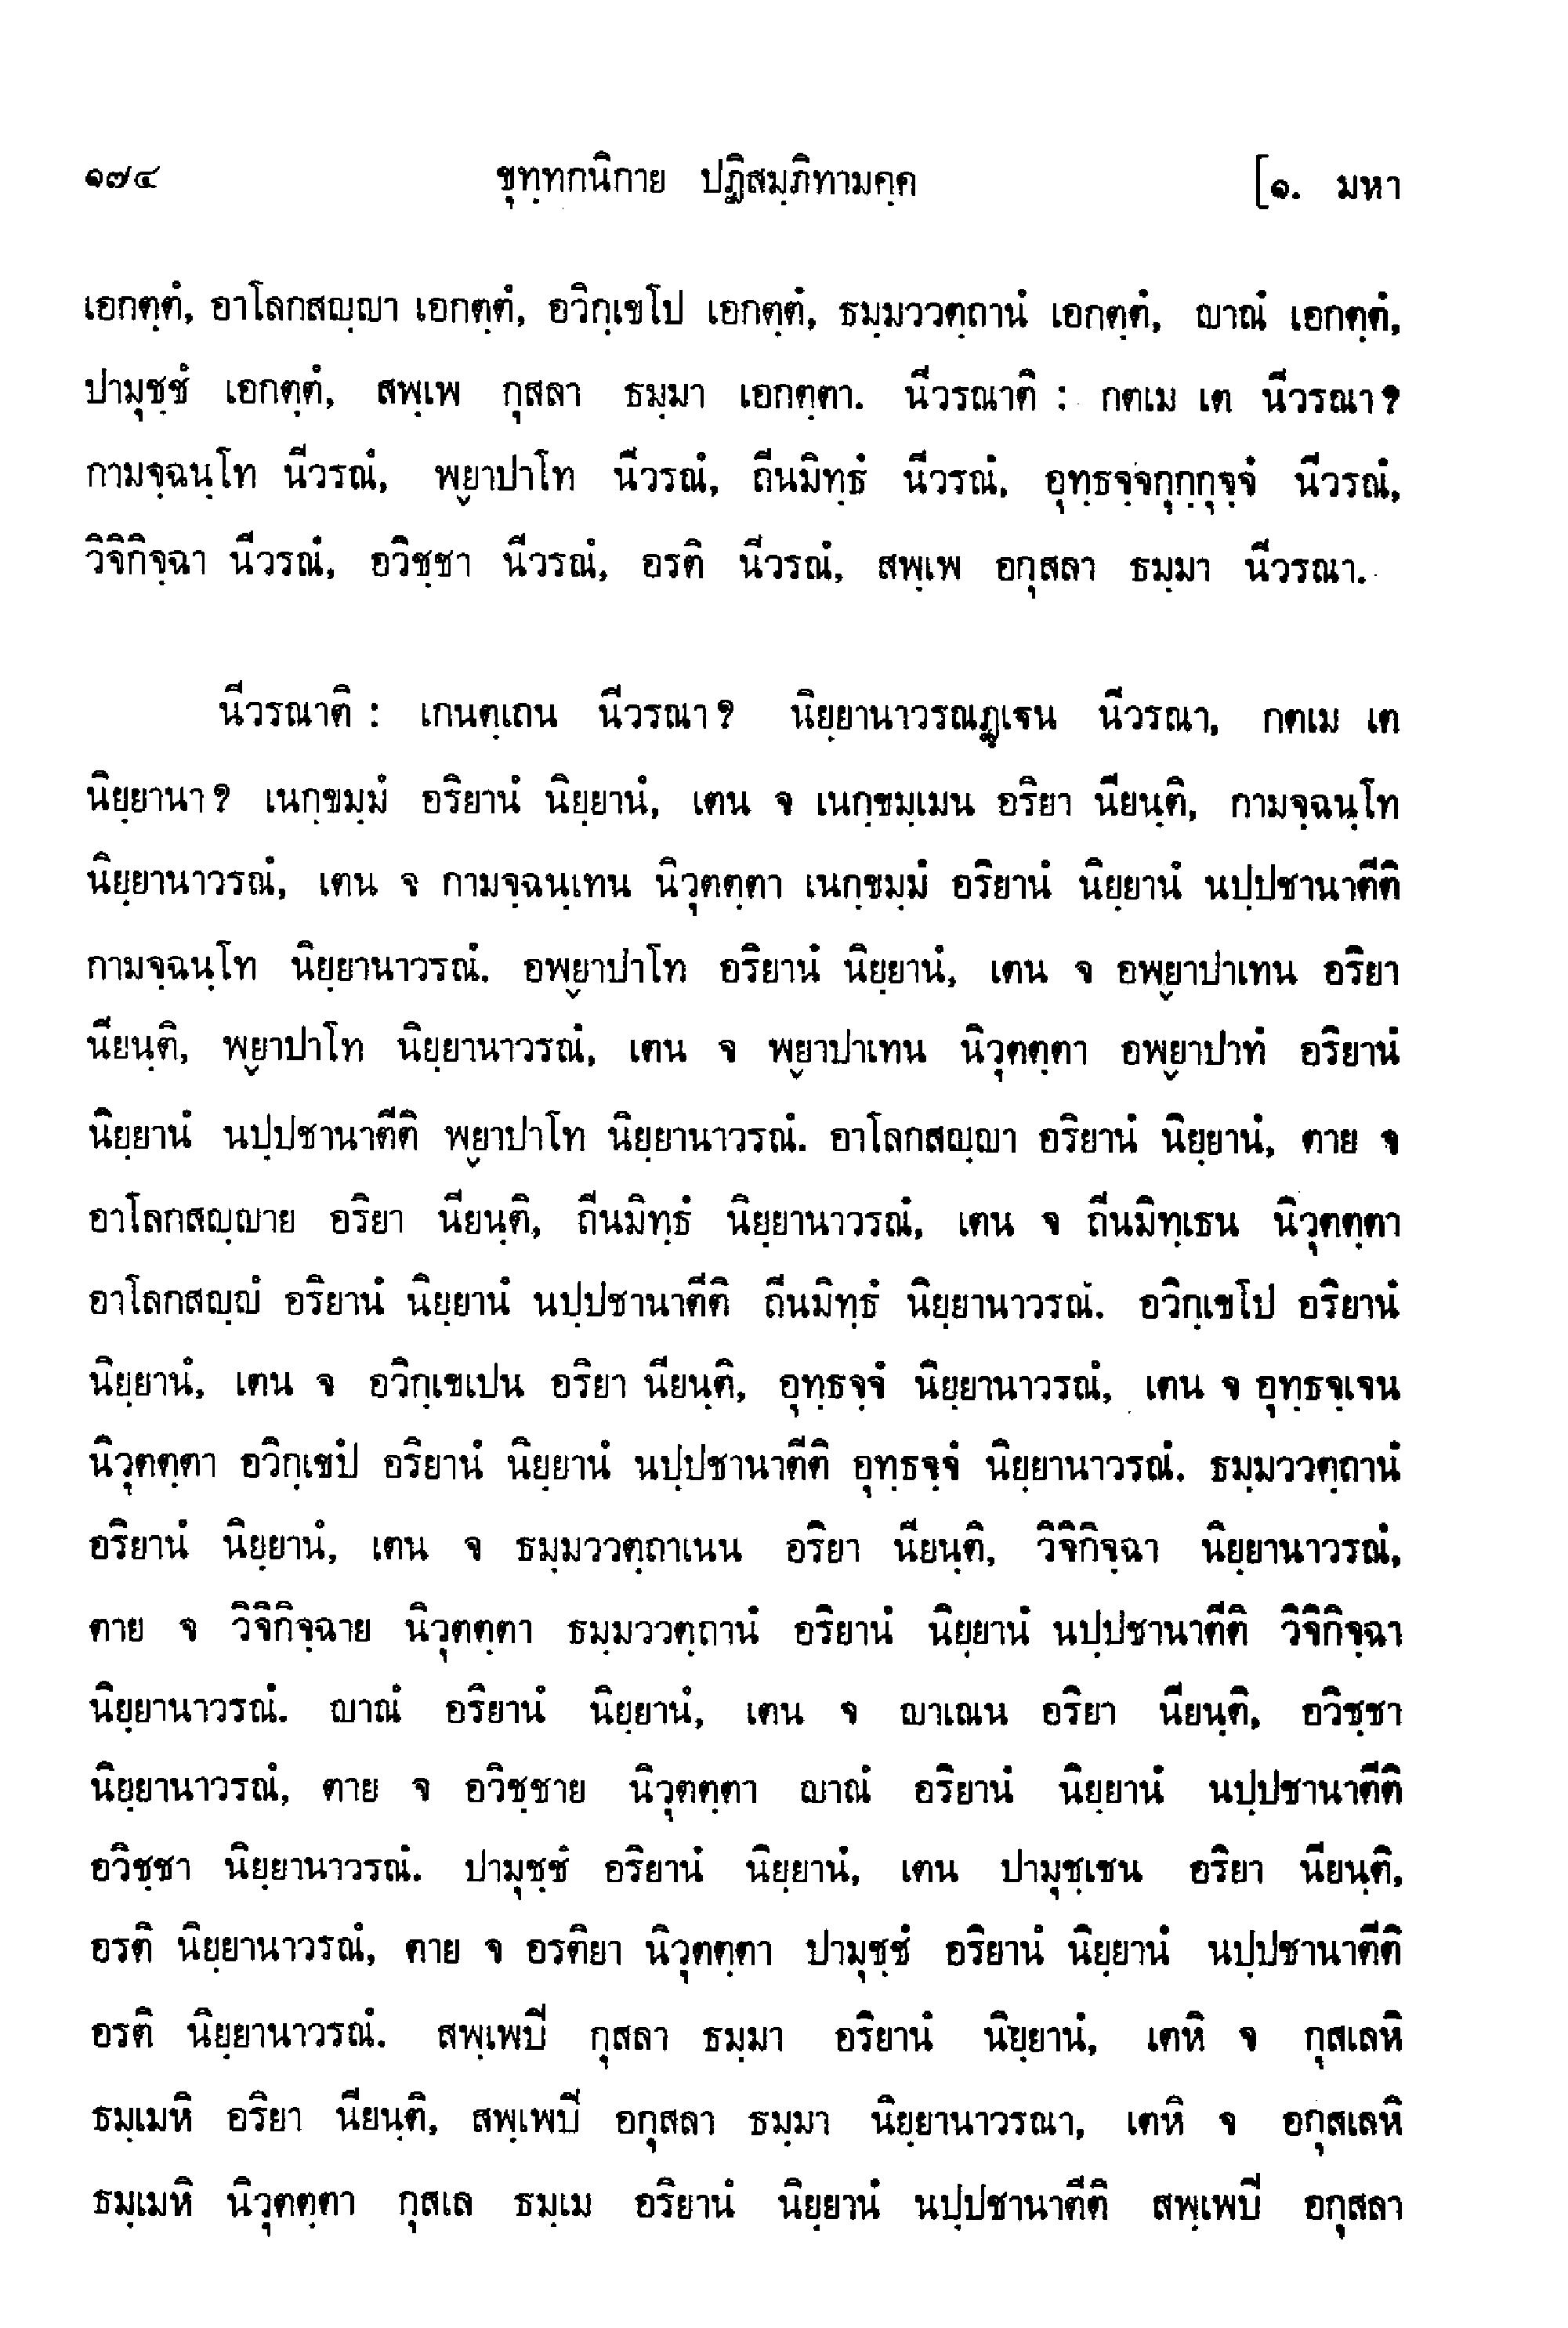 ๑๗๔ ขุทฺทกนิกาย ปฏิสมฺภิทามคฺค [๑. มหา
เอกตฺตํ, อาโลกสญฺญา เอกตฺตํ, อวิกฺเขโป เอกตฺตํ, ธมฺมววตฺถานํ เอกตฺตํ, ญาณํ เอกตฺตํ,
ปามุชฺชํ เอกตฺตํ, สพฺเพ กุสลา ธมฺมา เอกตฺตา. นีวรณาติ : กตเม เต นีวรณา?
กามจฺฉนฺโท นีวรณํ, พฺยาปาโท นีวรณํ, ถีนมิทฺธํ นีวรณํ, อุทฺธจฺจกุกฺกุจฺจํ นีวรณํ,
วิจิกิจฺฉา นีวรณํ, อวิชฺชา นีวรณํ, อรติ นีวรณํ, สพฺเพ อกุสลา ธมฺมา นีวรณา.
นีวรณาติ : เกนตฺเถน นีวรณา? นิยฺยานาวรณฏฺเจน นีวรณา, กตเม เต
นิยฺยานา? เนกฺขมฺมํ อริยานํ นิยฺยานํ, เตน จ เนกฺขมฺเมน อริยา นียนฺติ, กามจฺฉนฺโท
นิยฺยานาวรณํ, เตน จ กามจฺฉนฺเทน นิวุตตฺตา เนกฺขมฺมํ อริยานํ นิยฺยานํ นปฺปชานาตีติ
กามจฺฉนฺโท นิยฺยานาวรณํ. อพฺยาปาโท อริยานํ นิยฺยานํ, เตน จ อพฺยาปาเทน อริยา
นียนฺติ, พฺยาปาโท นิยฺยานาวรณํ, เตน จ พฺยาปาเทน นิวุตตฺตา อพฺยาปาทํ อริยานํ
นิยฺยานํ นปฺปชานาตีติ พฺยาปาโท นิยฺยานาวรณํ. อาโลกสญฺญา อริยานํ นิยฺยานํ, ตาย จ
อาโลกสญฺญาย อริยา นียนฺติ, ถีนมิทฺธํ นิยฺยานาวรณํ, เตน จ ถีนมิทฺเธน นิวุตตฺตา
อาโลกสญฺญํ อริยานํ นิยฺยานํ นปฺปชานาตีติ ถีนมิทฺธํ นิยฺยานาวรณํ. อวิกฺเขโป อริยานํ
นิยฺยานํ, เตน จ อวิกฺเขเปน อริยา นียนฺติ, อุทฺธจฺจํ นิยฺยานาวรณํ, เตน จ อุทฺธจฺเจน
นิวุตตฺตา อวิกฺเขปํ อริยานํ นิยฺยานํ นปฺปชานาตีติ อุทฺธจฺจํ นิยฺยานาวรณํ. ธมฺมววตฺถานํ
อริยานํ นิยฺยานํ, เตน จ ธมฺมววตฺถาเนน อริยา นียนฺติ, วิจิกิจฺฉา นิยฺยานาวรณํ,
ตาย จ วิจิกิจฺฉาย นิวุตตฺตา ธมฺมววตฺถานํ อริยานํ นิยฺยานํ นปฺปชานาตีติ วิจิกิจฺฉา
นิยฺยานาวรณํ. ญาณํ อริยานํ นิยฺยานํ, เตน จ ญาเณน อริยา นียนฺติ, อวิชฺชา
นิยฺยานาวรณํ, ตาย จ อวิชฺชาย นิวุตตฺตา ญาณํ อริยานํ นิยฺยานํ นปฺปชานาตีติ
อวิชฺชา นิยฺยานาวรณํ. ปามุชฺชํ อริยานํ นิยฺยานํ, เตน ปามุชฺเชน อริยา นียนฺติ,
อรติ นิยฺยานาวรณํ, ตาย จ อรติยา นิวุตตฺตา ปามุชฺชํ อริยานํ นิยฺยานํ นปฺปชานาตีติ
อรติ นิยฺยานาวรณํ. สพฺเพปี กุสลา ธมฺมา อริยานํ นิยฺยานํ, เตหิ จ กุสเลหิ
ธมฺเมหิ อริยา นียนฺติ, สพฺเพปี อกุสลา ธมฺมา นิยฺยานาวรณา, เตหิ จ อกุสเลหิ
ธมฺเมหิ นิวุตตฺตา กุสเล ธมฺเม อริยานํ นิยฺยานํ นปฺปชานาตีติ สพฺเพปี อกุสลา